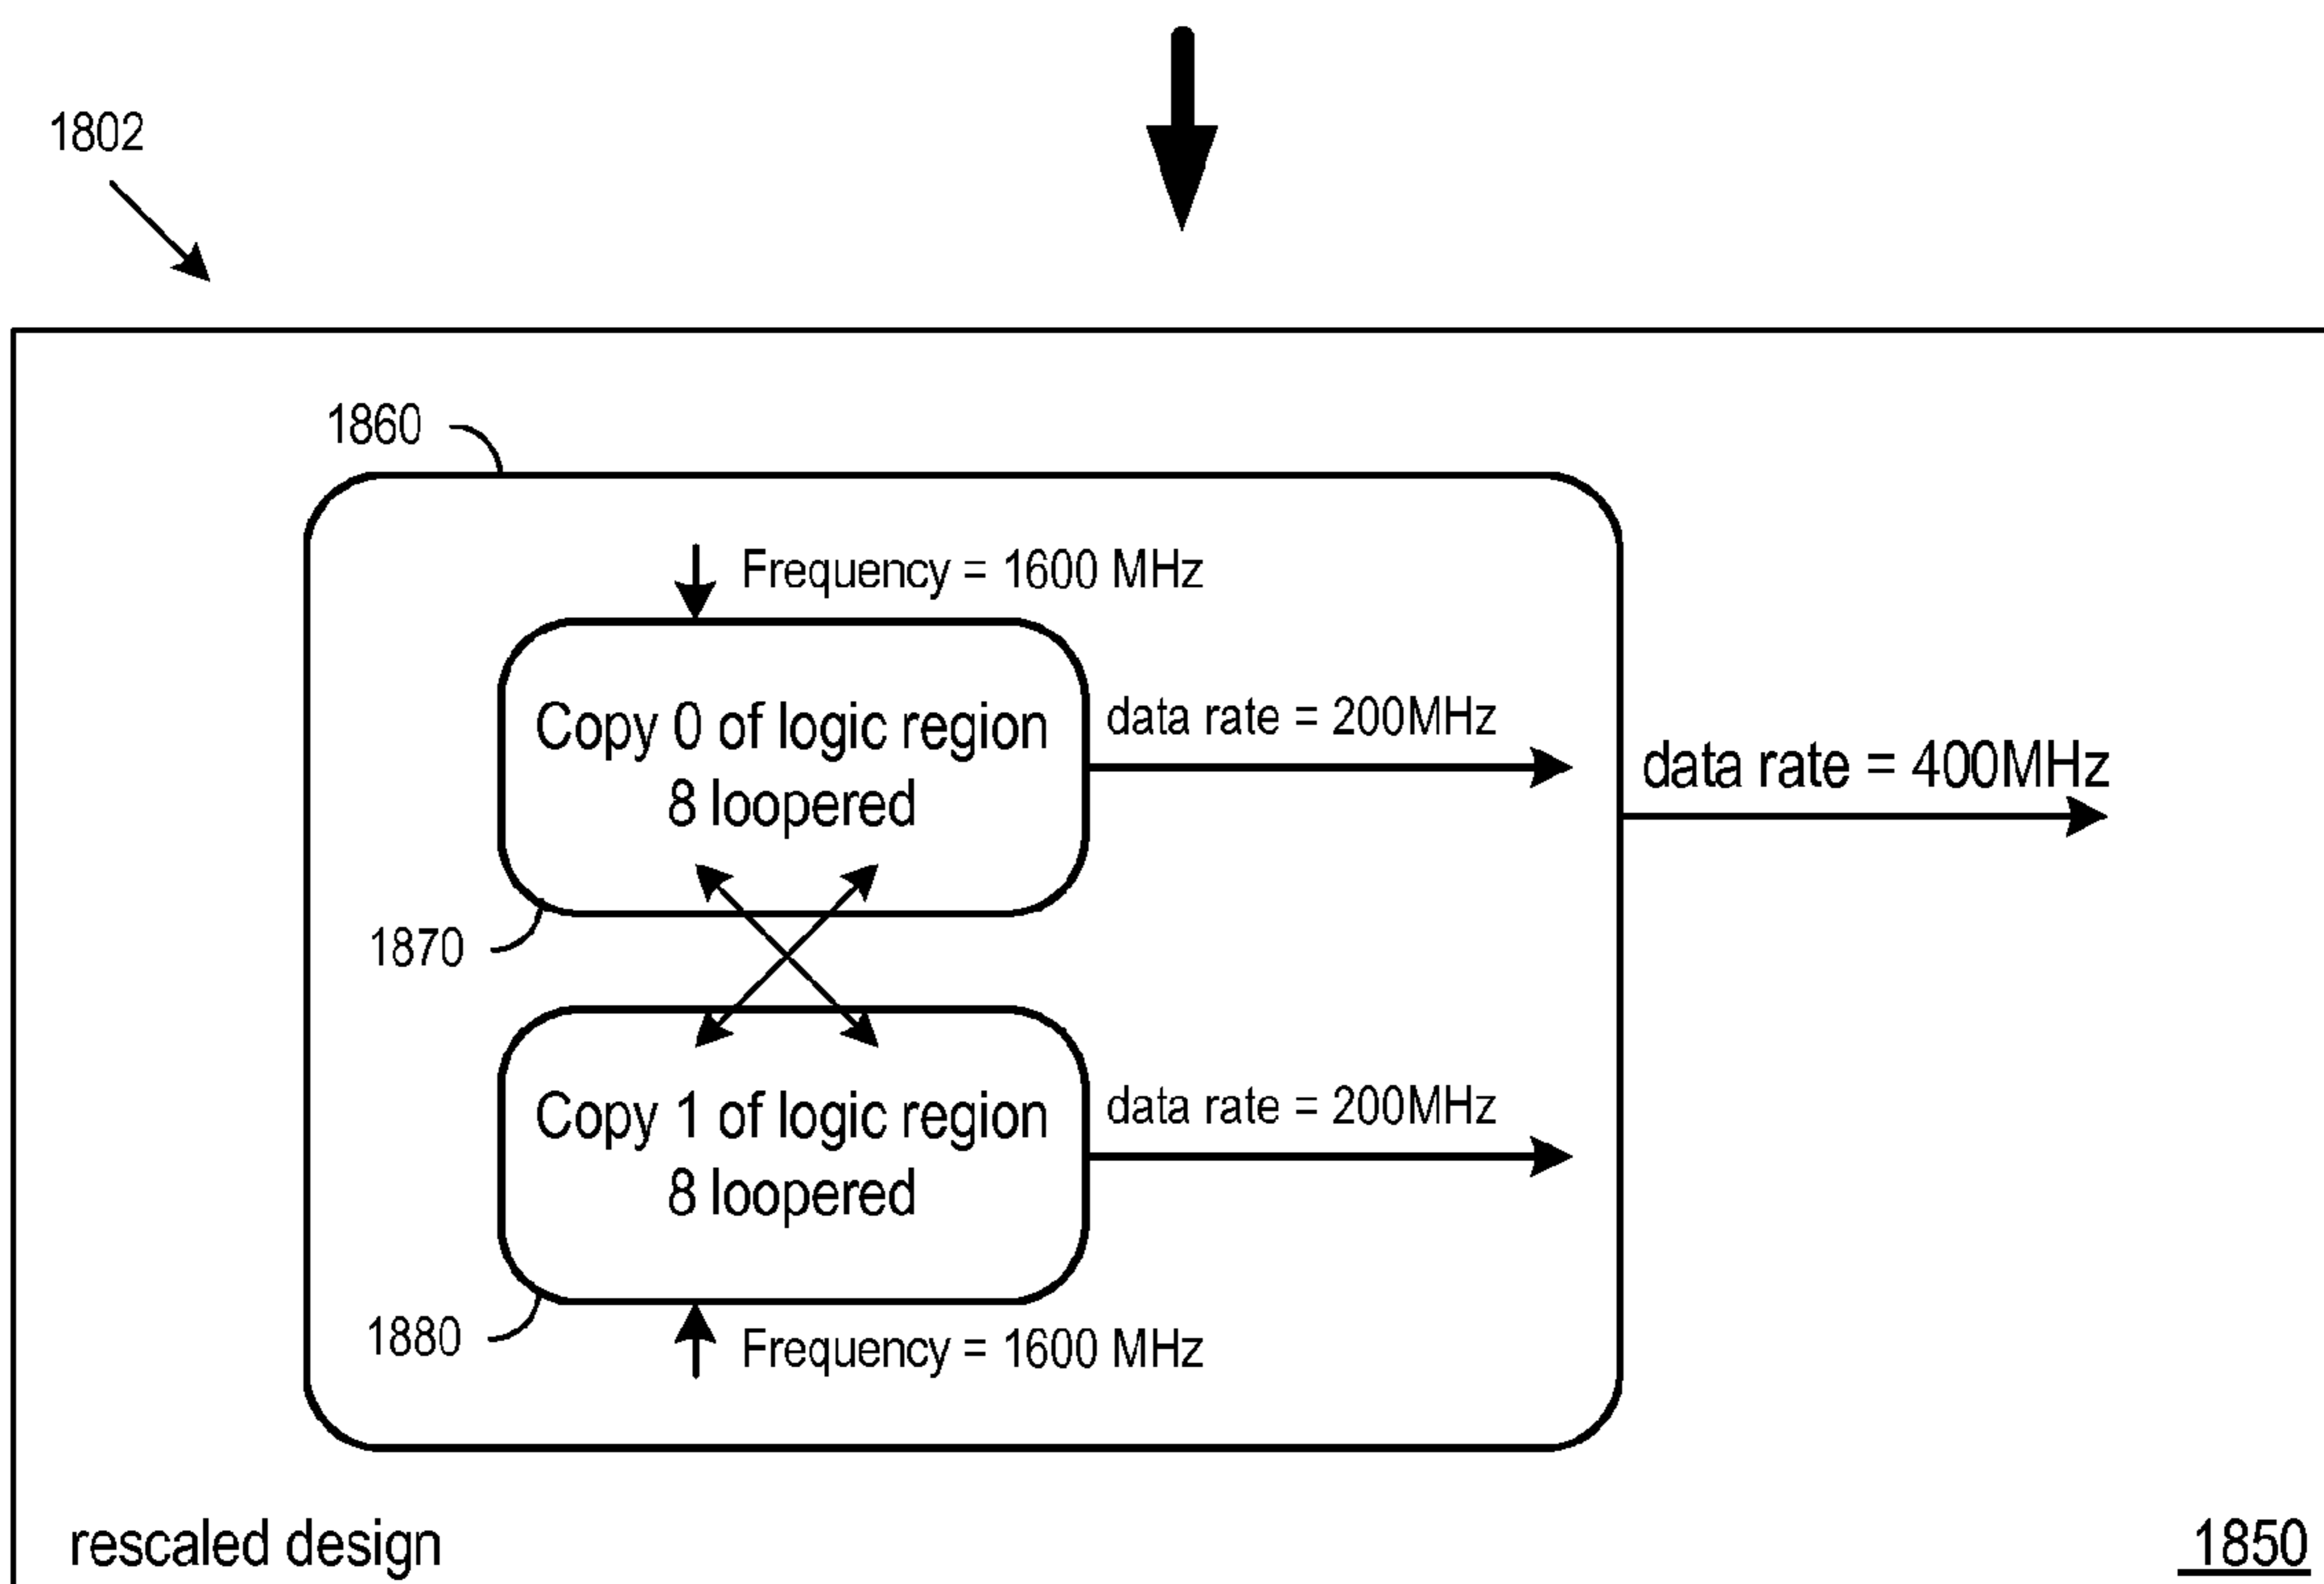 1802
1860
Frequency = 1600 MHz
Copy 0 of logic region
8 loopered
data rate = 200MHz
data rate = 400MHz
1870
Copy 1 of logic region
8 loopered
data rate = 200MHz
1880
Frequency = 1600 MHz
rescaled design
1850